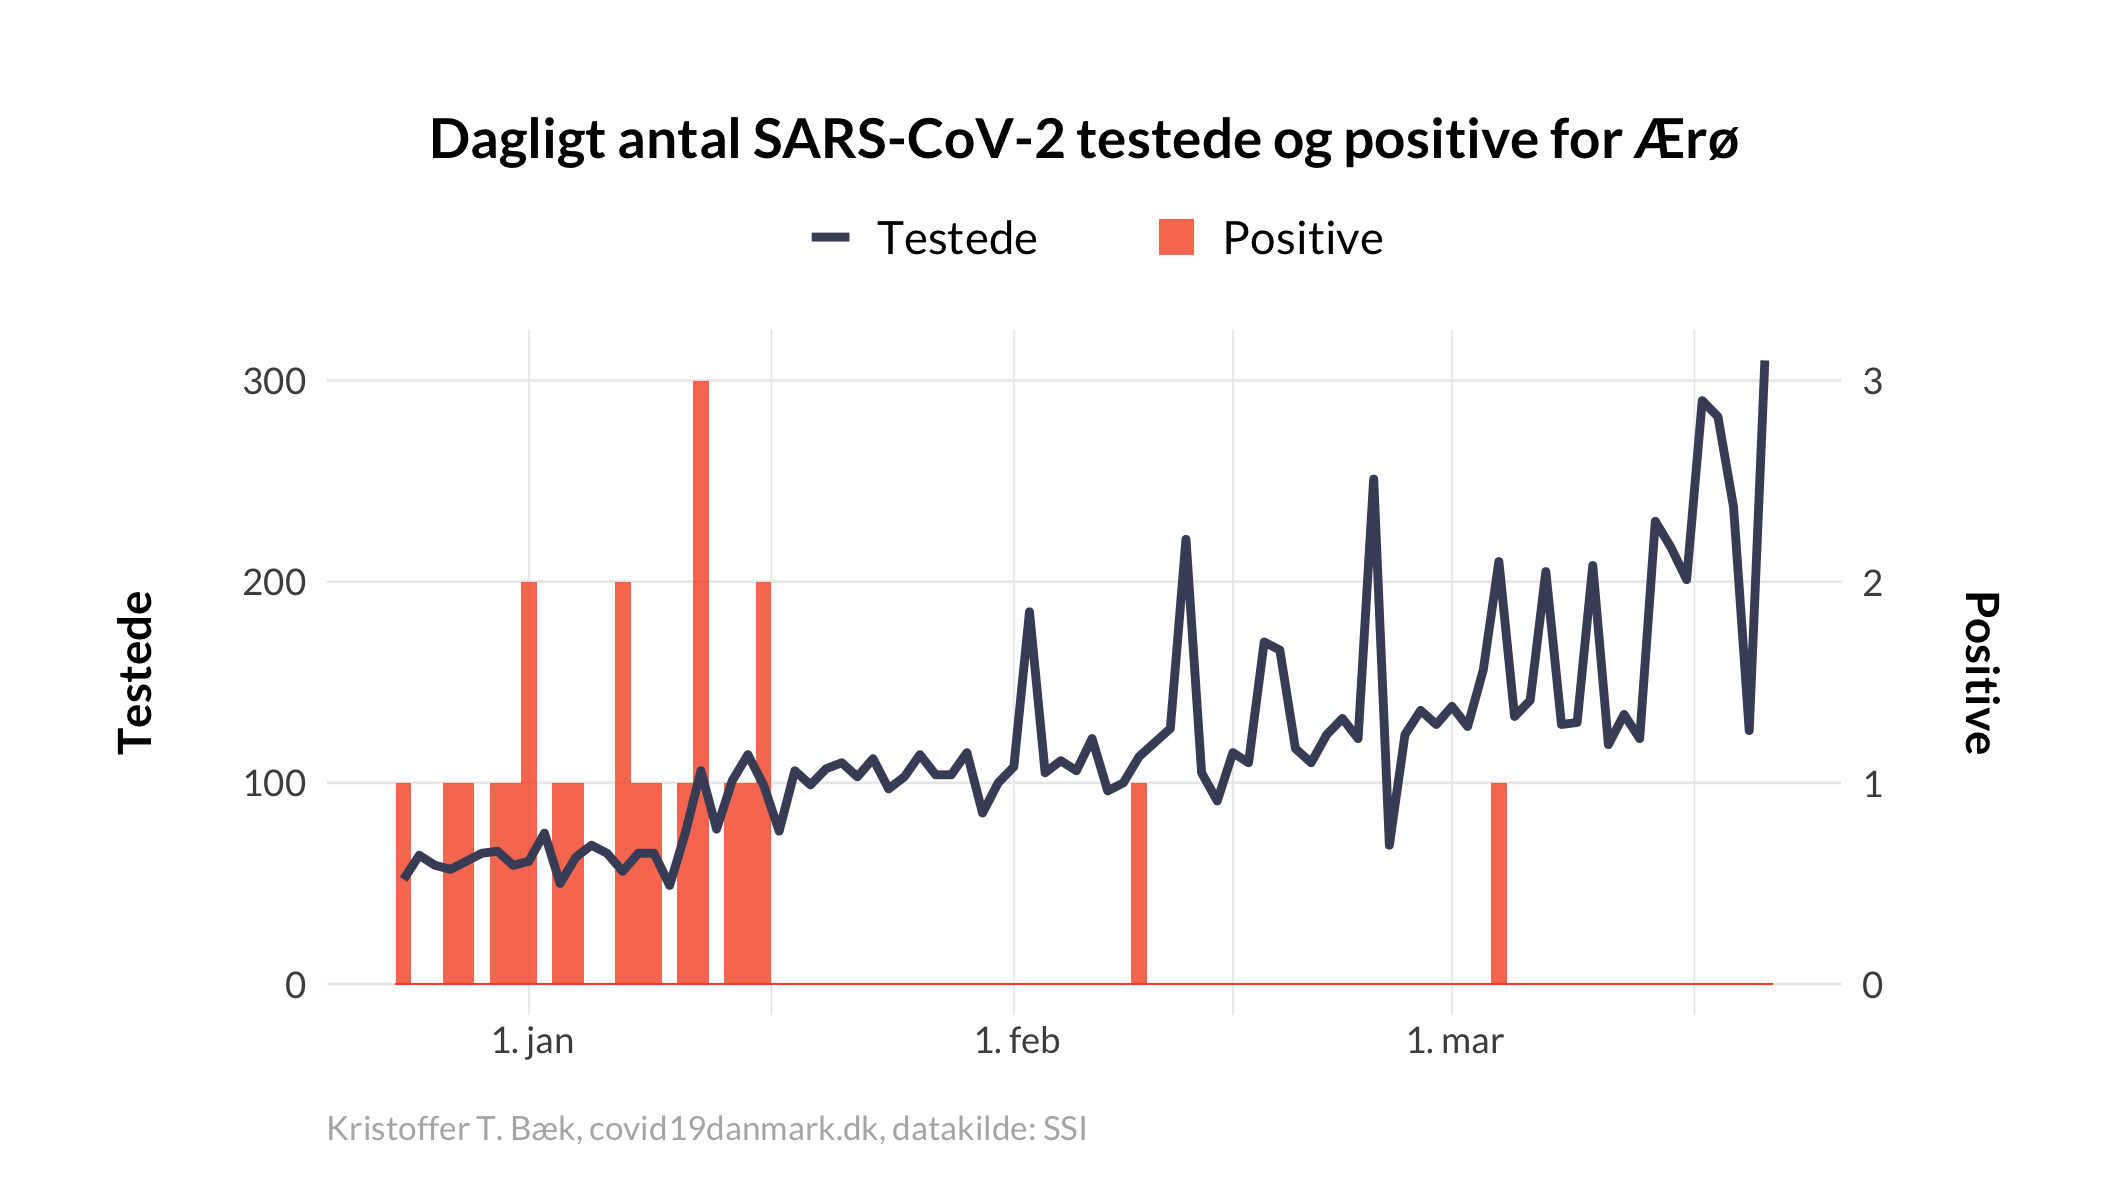 Dagligt antal SARS-CoV-2 testede og positive for Ærø
Testede Positive
300 3
200 2
100 1
0 0
Testede
Positive
1. jan 1. feb 1. mar
Kristoffer T. Bæk, covid19danmark.dk, datakilde: SSI